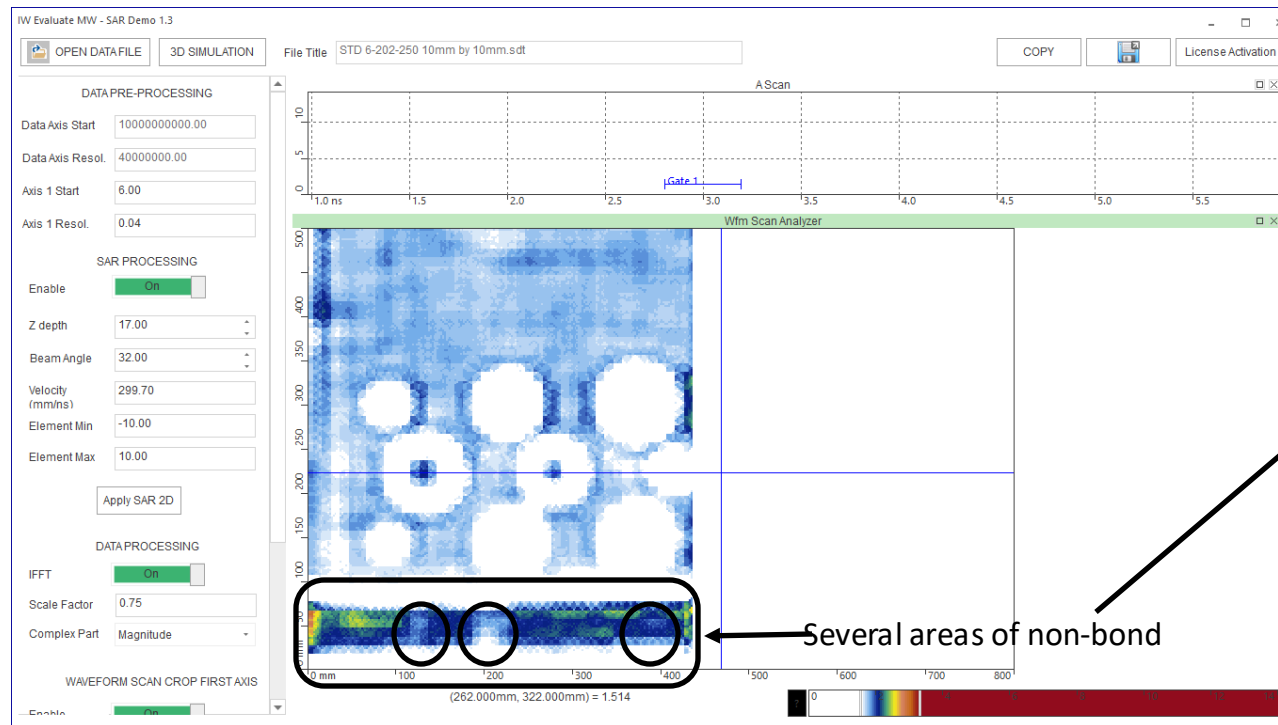 IW Evaluate MW - SAR Demo 1.3
OPEN DATA FILE
3D SIMULATION
File Title
STD 6-202-250 10mm by 10mm.sdt
COPY
License Activation
DATA PRE-PROCESSING
Data Axis Start
10000000000.00
Data Axis Resol.
40000000.00
Axis 1 Start
6.00
Axis 1 Resol.
0.04
SAR PROCESSING
Enable
On
Z depth
17.00
Beam Angle
32.00
Velocity
(mm/ns)
299.70
Element Min
-10.00
Element Max
10.00
Apply SAR 2D
DATA PROCESSING
IFFT
On
Scale Factor
0.75
Complex Part
Magnitude
WAVEFORM SCAN CROP FIRST AXIS
Enable
On
A Scan
10
5
0
Gate 1
1.0 ns 1.5 2.0 2.5 3.0 3.5 4.0 4.5 5.0 5.5
Wfm Scan Analyzer
500
400
350
300
250
200
150
100
50
0 mm 100 200 300 400 500 600 700 800
Several areas of non-bond
(262.000mm, 322.000mm) = 1.514
0